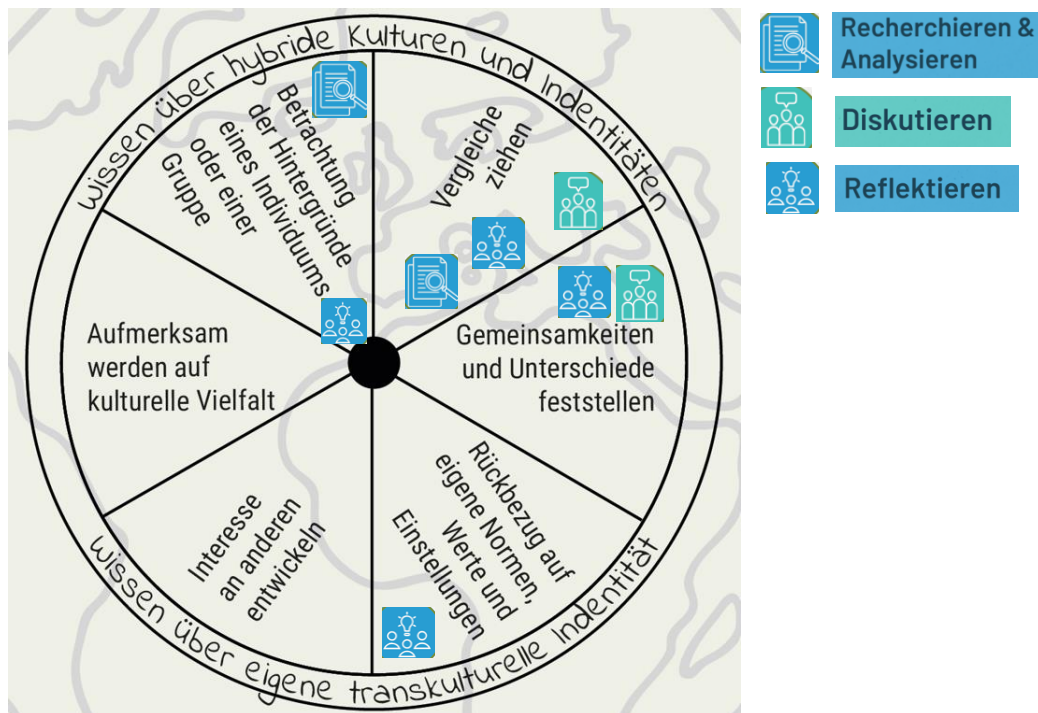 wissen über hybride Kulturen und Indentitäten
Betrachtung
der Hintergründe
eines Individuums
oder einer
Gruppe
Vergleiche
ziehen
Gemeinsamkeiten
und Unterschiede
feststellen
Rückbezug auf
eigene Normen,
Werte und
Einstellungen
Interesse
an anderen
entwickeln
Aufmerksam
werden auf
kulturelle Vielfalt
wissen über eigene transkulturelle Indentität
Recherchieren &
Analysieren
Diskutieren
Reflektieren